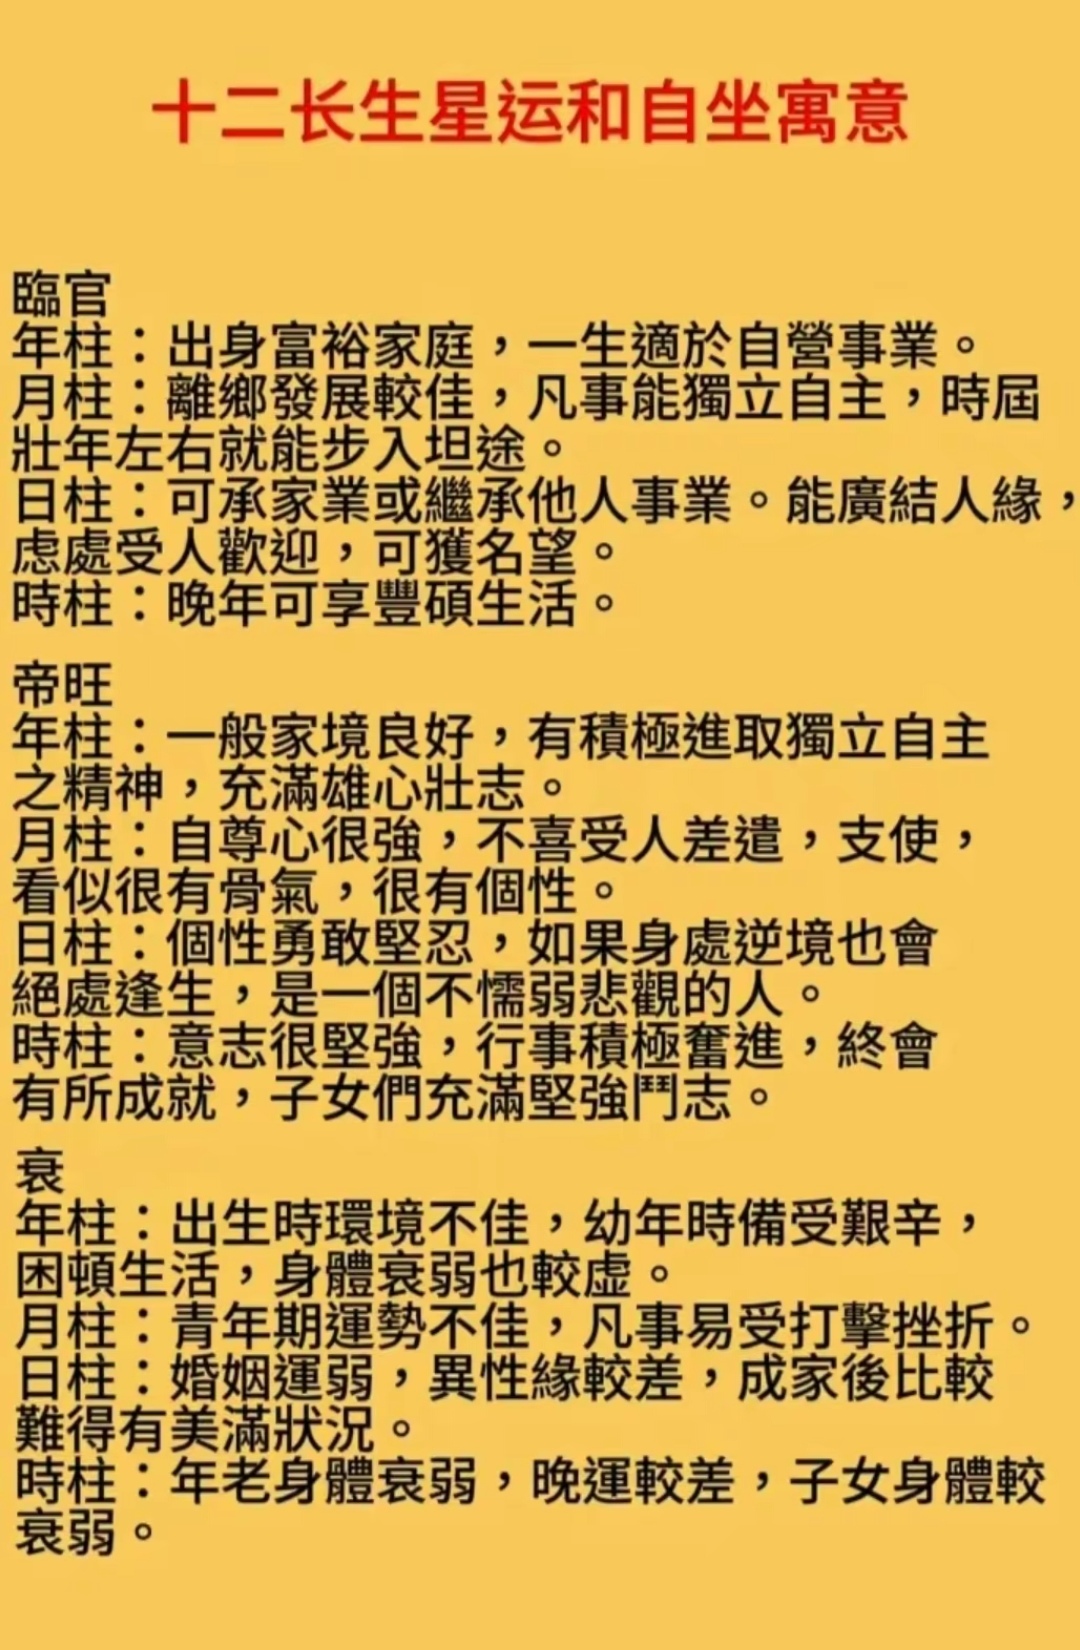 十二长生星运和自坐寓意
臨官
年柱：出身富裕家庭，一生適於自營事業。
月柱：離鄉發展較佳，凡事能獨立自主，時屆
壯年左右就能步入坦途。
日柱：可承家業或繼承他人事業。能廣結人緣，
虑處受人歡迎，可獲名望。
時柱：晚年可享豐碩生活。
帝旺
年柱：一般家境良好，有積極進取獨立自主
之精神，充滿雄心壯志。
月柱：自尊心很強，不喜受人差遣，支使，
看似很有骨氣，很有個性。
日柱：個性勇敢堅忍，如果身處逆境也會
絕處逢生，是一個不懦弱悲觀的人。
時柱：意志很堅強，行事積極奮進，終會
有所成就，子女們充滿堅強鬥志。
衰
年柱：出生時環境不佳，幼年時備受艱辛，
困頓生活，身體衰弱也較虛。
月柱：青年期運勢不佳，凡事易受打擊挫折。
日柱：婚姻運弱，異性緣較差，成家後比較
難得有美滿狀況。
時柱：年老身體衰弱，晚運較差，子女身體較
衰弱。